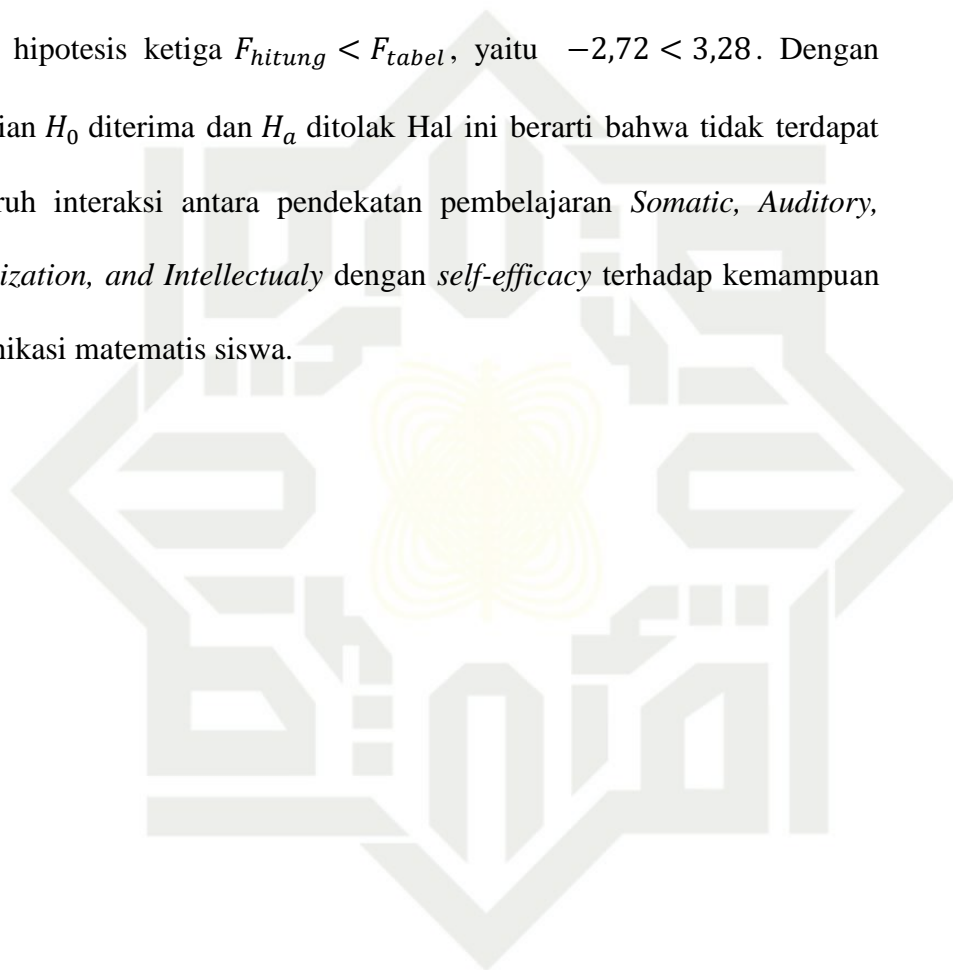 hipotesis ketiga F_hitung < F_tabel, yaitu −2,72 < 3,28. Dengan
ian H_0 diterima dan H_a ditolak Hal ini berarti bahwa tidak terdapat
ruh interaksi antara pendekatan pembelajaran Somatic, Auditory,
ization, and Intellectualy dengan self-efficacy terhadap kemampuan
nikasi matematis siswa.